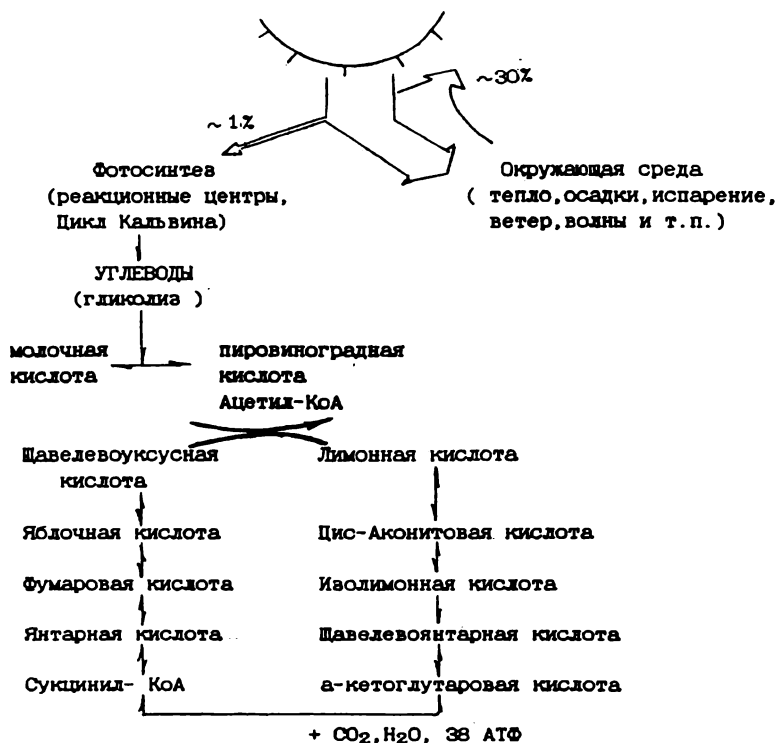 ~30%
~ 1%
Фотосинтев
(реакционные центры,
Цикл Кальвина)
Окружающая среда
( тепло,осадки,испарение,
ветер,волны и т.п.)
УГЛЕВОДЫ
(гликолиз )
молочная
кислота
пировиноградная
кислота
Ацетил-КоА
Щавелевоуксусная
кислота
Лимонная кислота
Яблочная кислота
Цис-Аконитовая кислота
Фумаровая кислота
Изолимонная кислота
Янтарная кислота
Щавелевоянтарная кислота
Сукцинил- КоА
а-кетоглутаровая кислота
+ CO₂,H₂O, 38 АТФ